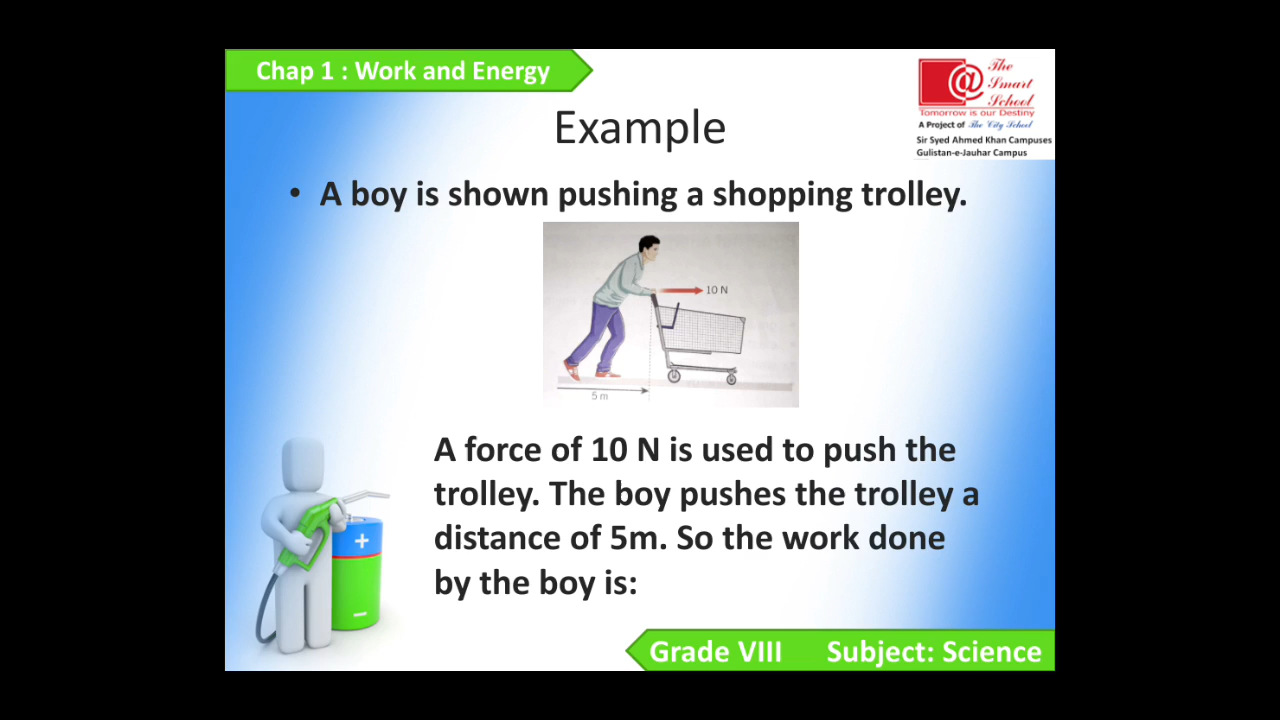 Chap 1 : Work and Energy
The
Smart
School
Tomorrow is our Destiny
A Project of The City School
Sir Syed Ahmed Khan Campuses
Gulistan-e-Jauhar Campus
Example
• A boy is shown pushing a shopping trolley.
10 N
5 m
A force of 10 N is used to push the
trolley. The boy pushes the trolley a
distance of 5m. So the work done
by the boy is:
Grade VIII Subject: Science